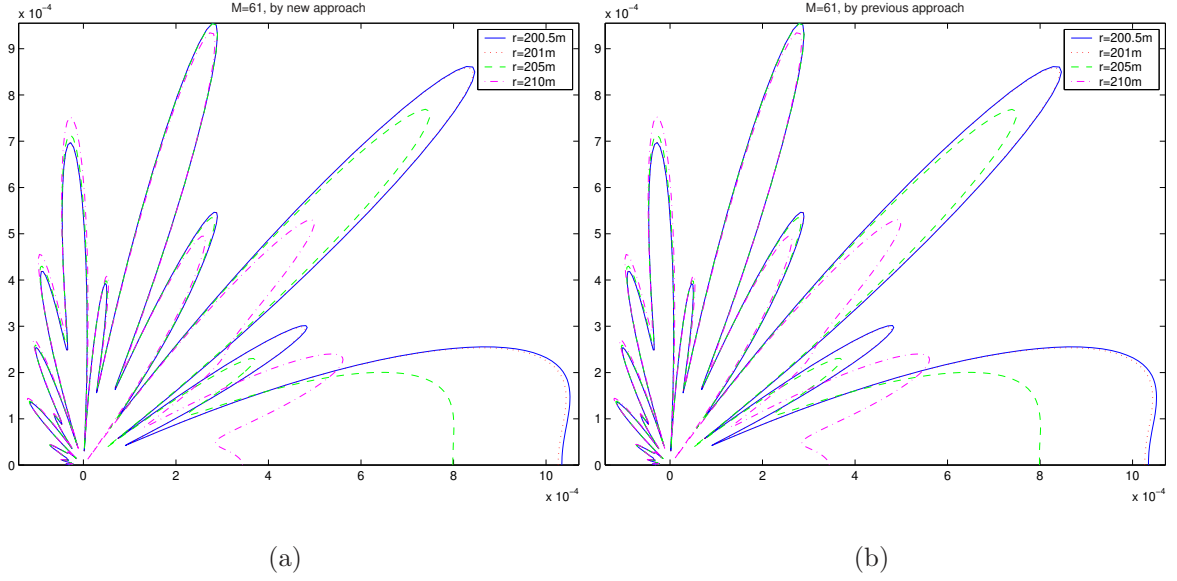 M=61, by new approach
x 10⁻⁴
r=200.5m
r=201m
r=205m
r=210m
9
8
7
6
5
4
3
2
1
0
0
2
4
6
8
10
x 10⁻⁴
(a)
M=61, by previous approach
x 10⁻⁴
r=200.5m
r=201m
r=205m
r=210m
9
8
7
6
5
4
3
2
1
0
0
2
4
6
8
10
x 10⁻⁴
(b)